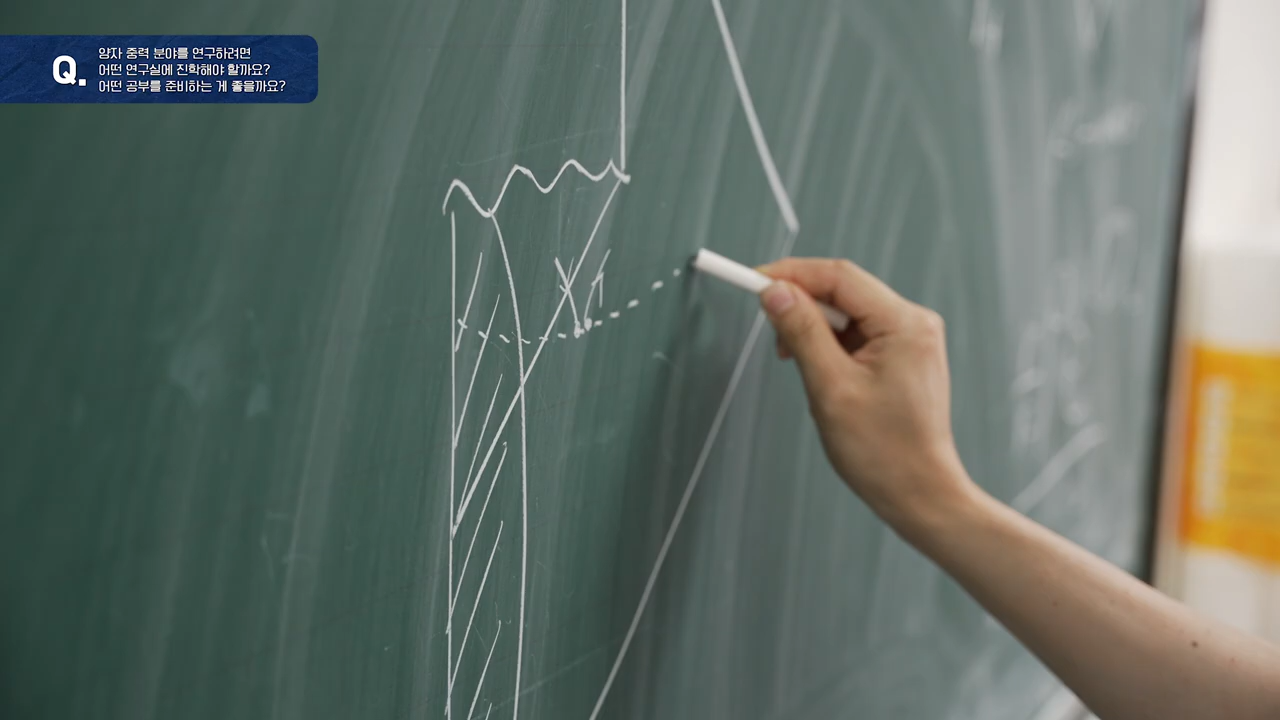 Q.
양자 중력 분야를 연구하려면
어떤 연구실에 진학해야 할까요?
어떤 공부를 준비하는 게 좋을까요?